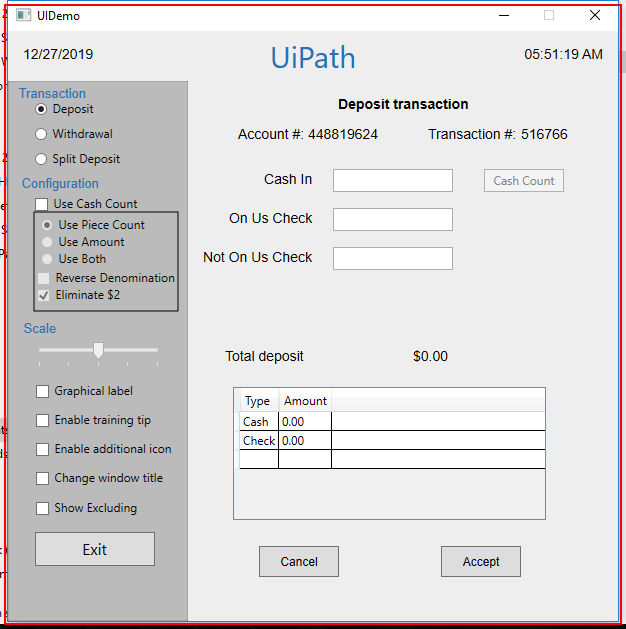 UIDemo
12/27/2019
UiPath
05:51:19 AM
Transaction
Deposit
Withdrawal
Split Deposit
Configuration
Use Cash Count
Use Piece Count
Use Amount
Use Both
Reverse Denomination
Eliminate $2
Scale
Graphical label
Enable training tip
Enable additional icon
Change window title
Show Excluding
Exit
Deposit transaction
Account #: 448819624 Transaction #: 516766
Cash In
Cash Count
On Us Check
Not On Us Check
Total deposit $0.00
Type Amount
Cash 0.00
Check 0.00
Cancel Accept